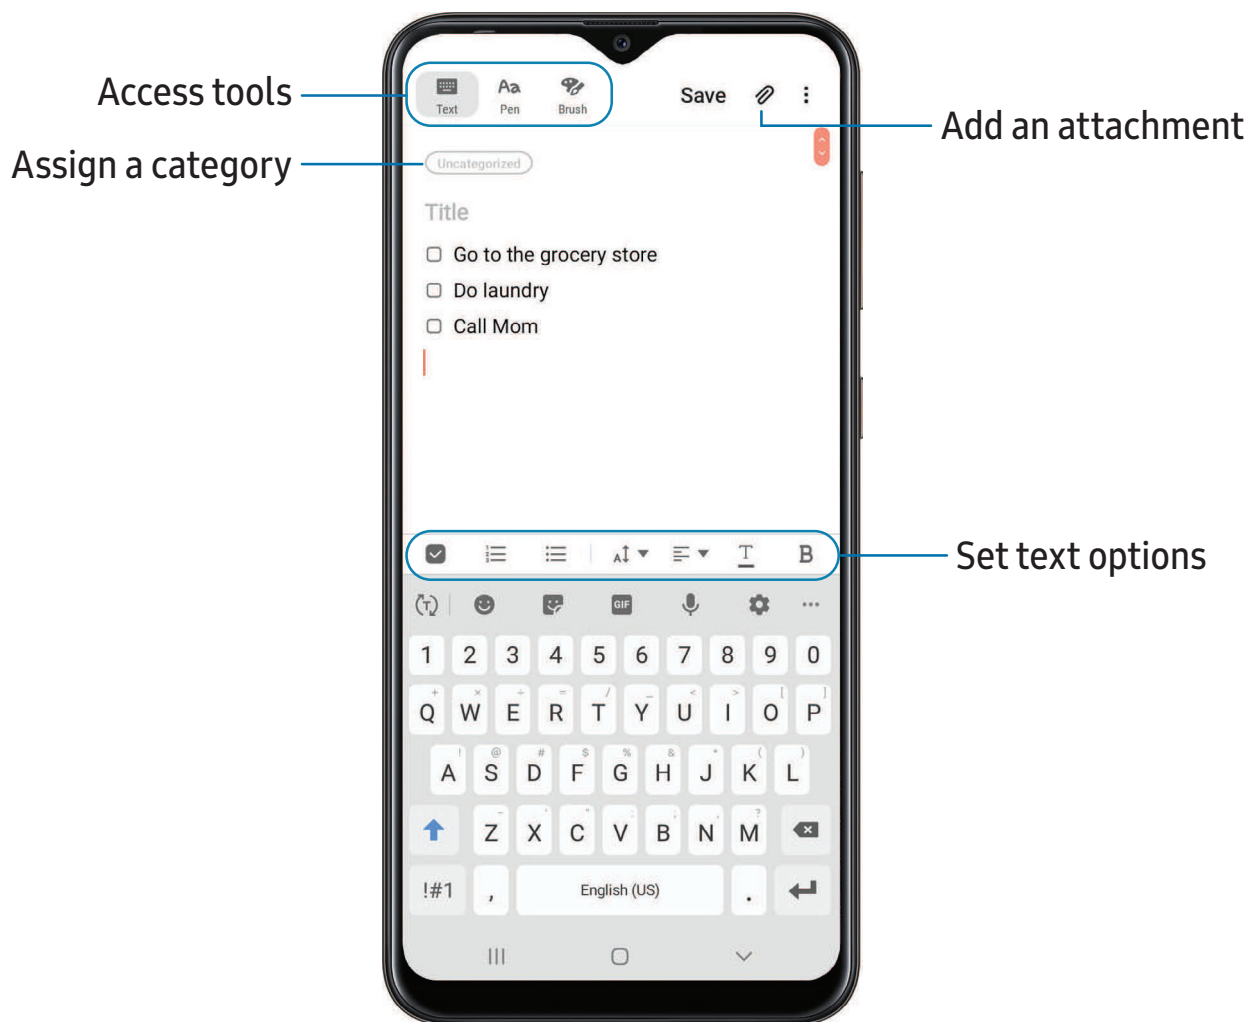 Access tools
Text Pen Brush
Save
Add an attachment
Assign a category
Uncategorized
Title
Go to the grocery store
Do laundry
Call Mom
Set text options
A T B
T GIF
1 2 3 4 5 6 7 8 9 0
+ × ÷ = / _ < > [ ]
Q W E R T Y U I O P
! @ # $ % & * ( )
A S D F G H J K L
- ' " : ; , ?
Z X C V B N M
!#1 , English (US) .